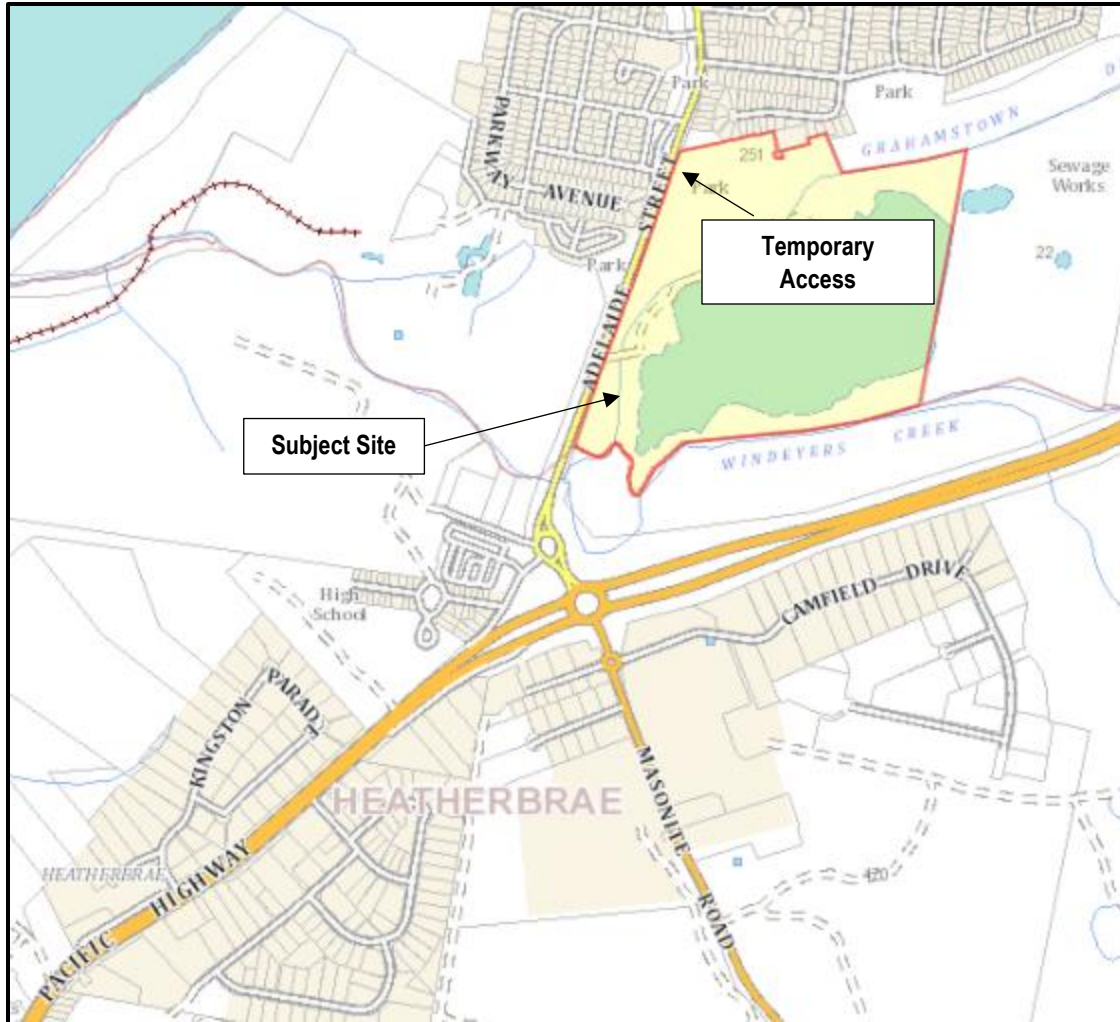 Park
Park
GRAHAMSTOWN
251
PARKWAY
AVENUE
Park
Sewage
Works
Temporary
Access
22
Park
ADELAIDE STREET
Subject Site
WINDEYERS CREEK
High
School
CAMFIELD DRIVE
KINGSTON
PARADE
HEATHERBRAE
MASONITE ROAD
HEATHERBRAE
PACIFIC HIGHWAY